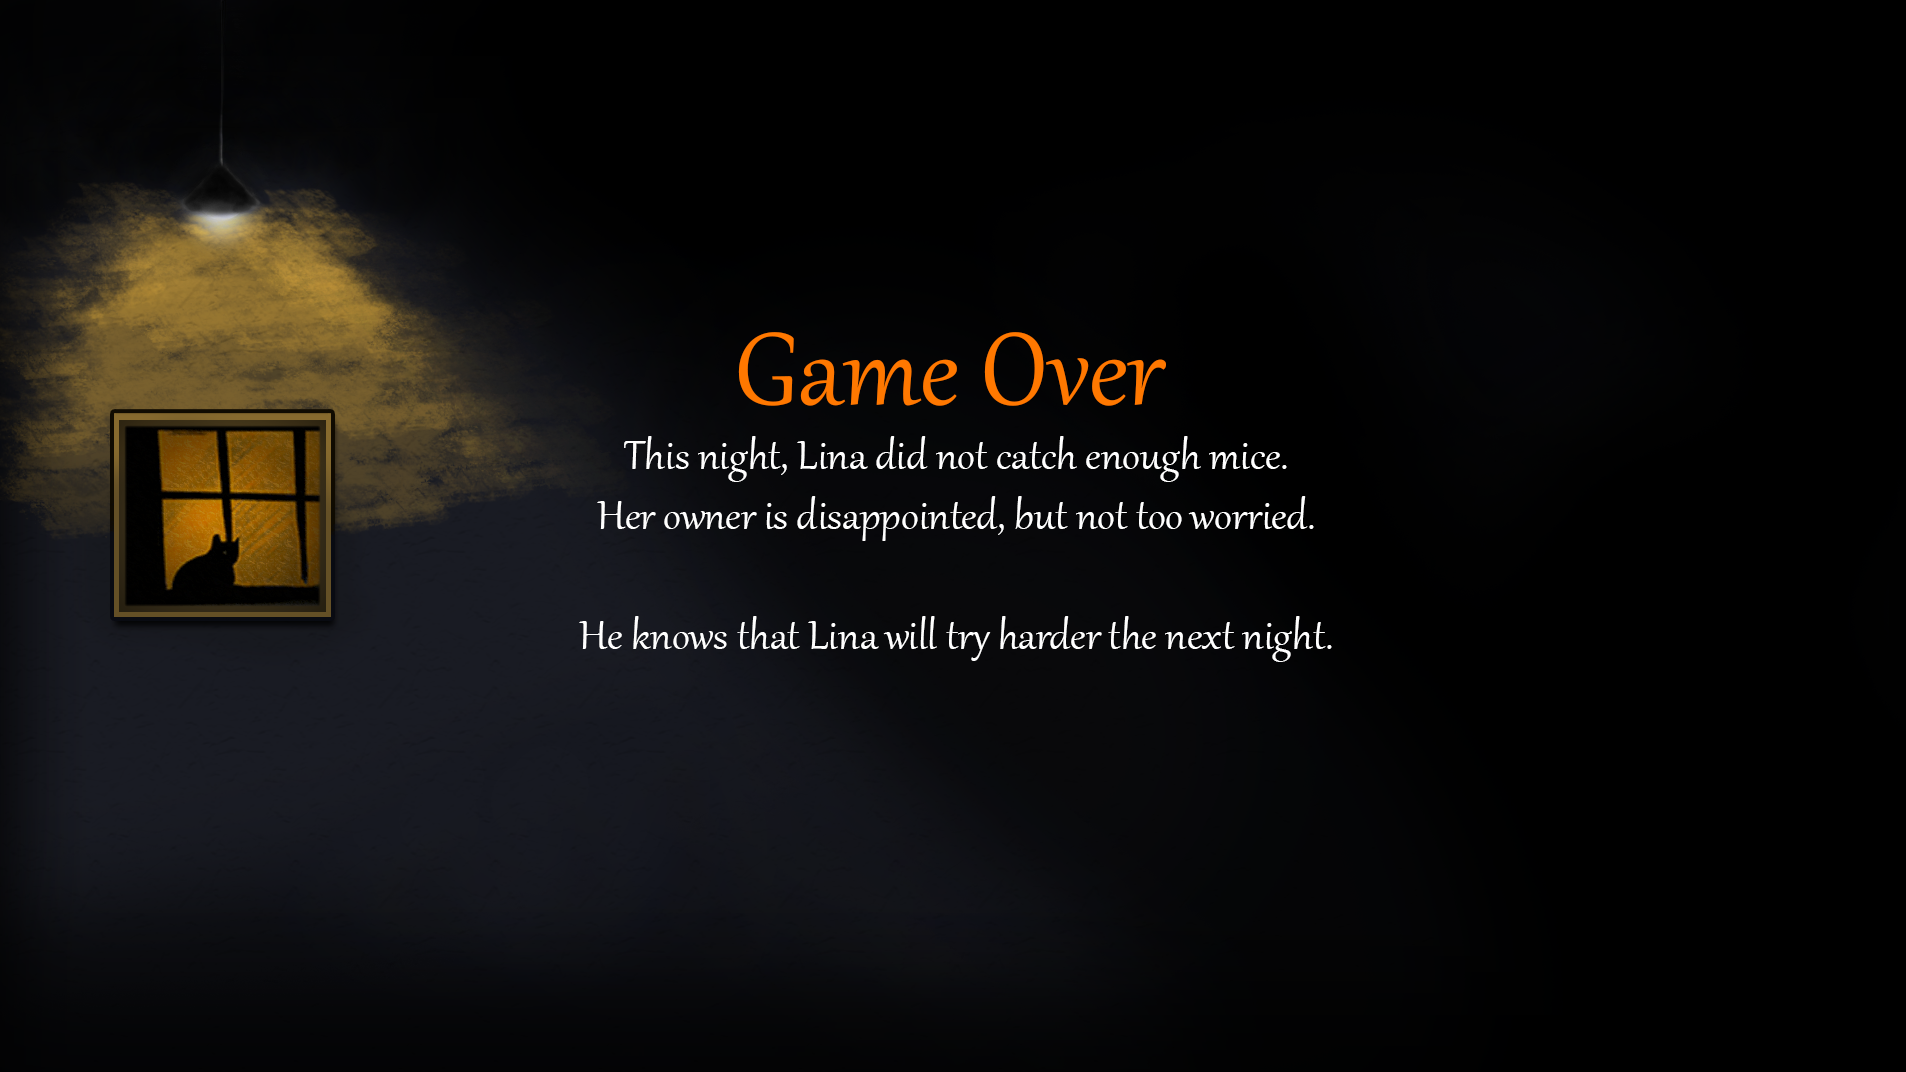 Game Over
This night, Lina did not catch enough mice.
Her owner is disappointed, but not too worried.
He knows that Lina will try harder the next night.